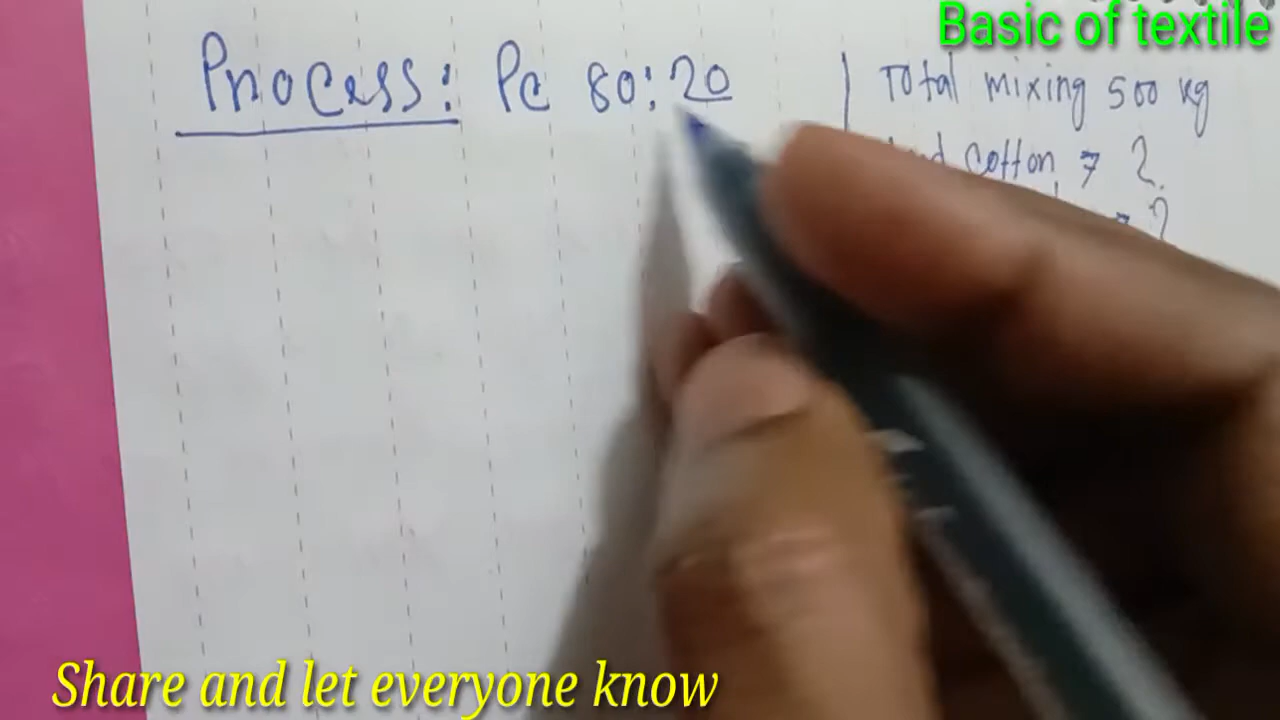 Basic of textile
Process: Pc 80:20
Total mixing 500 kg
cotton → ?
?
Share and let everyone know